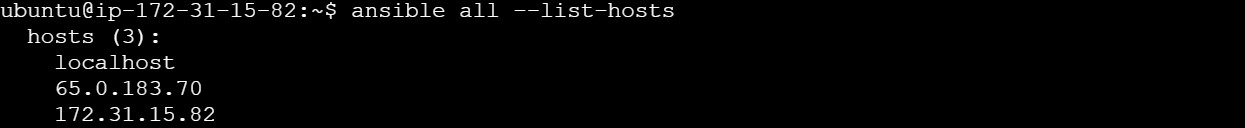 ubuntu@ip-172-31-15-82:~$ ansible all --list-hosts
hosts (3):
localhost
65.0.183.70
172.31.15.82